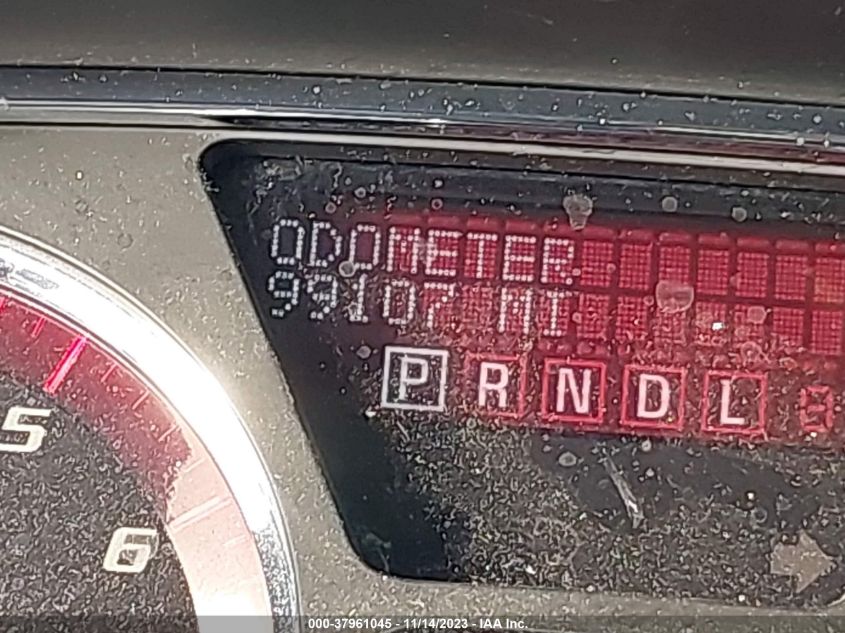 ODOMETER
99107 MI
P R N D L
5
6
000-37961045 - 11/14/2023 - IAA Inc.